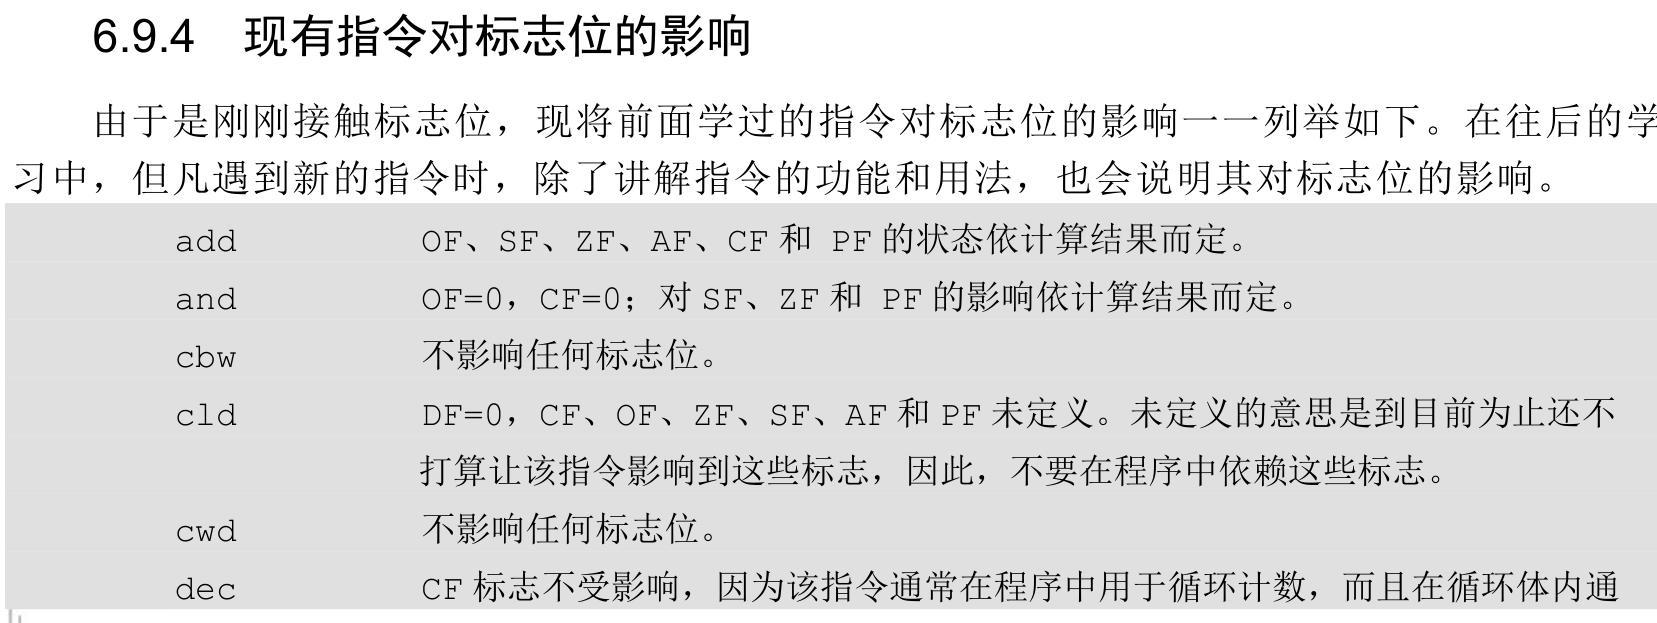 6.9.4 现有指令对标志位的影响
由于是刚刚接触标志位，现将前面学过的指令对标志位的影响一一列举如下。在往后的学
习中，但凡遇到新的指令时，除了讲解指令的功能和用法，也会说明其对标志位的影响。
add OF、SF、ZF、AF、CF 和 PF 的状态依计算结果而定。
and OF=0，CF=0；对 SF、ZF 和 PF 的影响依计算结果而定。
cbw 不影响任何标志位。
cld DF=0，CF、OF、ZF、SF、AF 和 PF 未定义。未定义的意思是到目前为止还不
打算让该指令影响到这些标志，因此，不要在程序中依赖这些标志。
cwd 不影响任何标志位。
dec CF 标志不受影响，因为该指令通常在程序中用于循环计数，而且在循环体内通